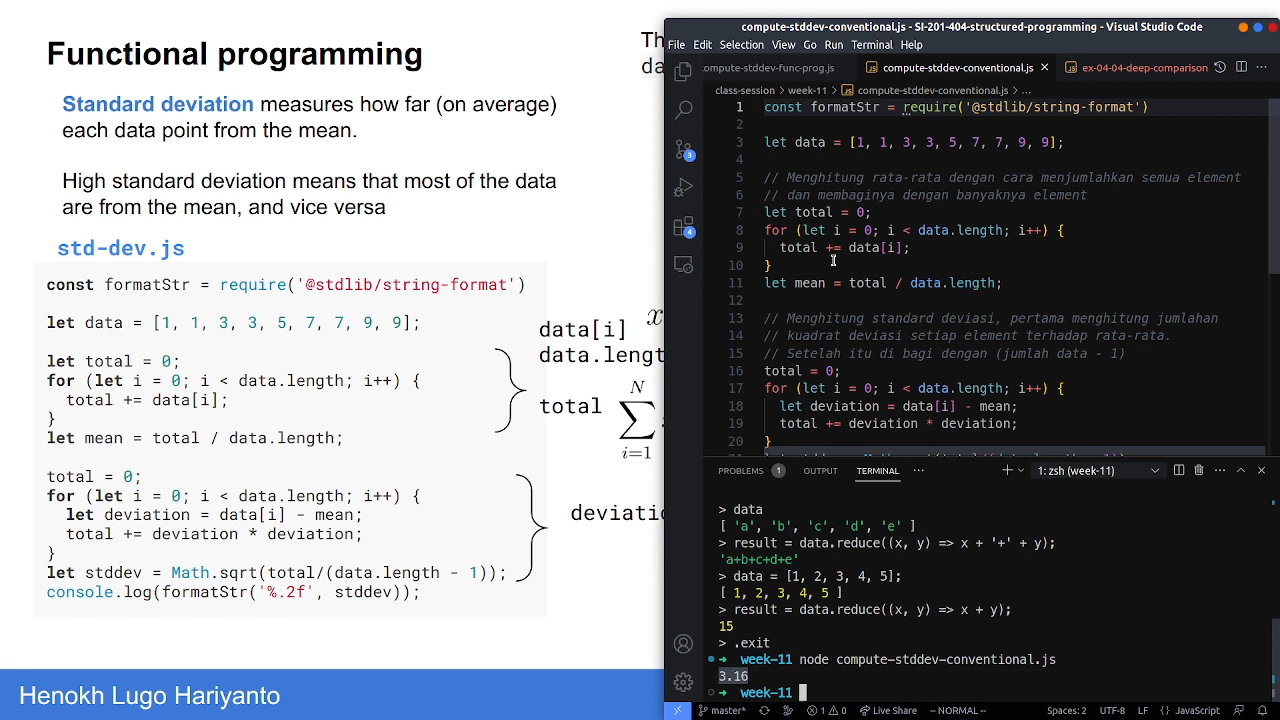 Functional programming
Standard deviation measures how far (on average)
each data point from the mean.
High standard deviation means that most of the data
are from the mean, and vice versa
std-dev.js
const formatStr = require('@stdlib/string-format')
let data = [1, 1, 3, 3, 5, 7, 7, 9, 9];
let total = 0;
for (let i = 0; i < data.length; i++) {
  total += data[i];
}
let mean = total / data.length;
total = 0;
for (let i = 0; i < data.length; i++) {
  let deviation = data[i] - mean;
  total += deviation * deviation;
}
let stddev = Math.sqrt(total/(data.length - 1));
console.log(formatStr('%.2f', stddev));
data[i] x
data.lengt
total N ∑ i=1
deviatio
Th
da
Henokh Lugo Hariyanto
compute-stddev-conventional.js - SI-201-404-structured-programming - Visual Studio Code
File Edit Selection View Go Run Terminal Help
compute-stddev-func-prog.js JS compute-stddev-conventional.js JS ex-04-04-deep-comparison
class-session > week-11 > JS compute-stddev-conventional.js > ...
1 const formatStr = require('@stdlib/string-format')
2
3 let data = [1, 1, 3, 3, 5, 7, 7, 9, 9];
4
5 // Menghitung rata-rata dengan cara menjumlahkan semua element
6 // dan membaginya dengan banyaknya element
7 let total = 0;
8 for (let i = 0; i < data.length; i++) {
9   total += data[i];
10 }
11 let mean = total / data.length;
12
13 // Menghitung standard deviasi, pertama menghitung jumlahan
14 // kuadrat deviasi setiap element terhadap rata-rata.
15 // Setelah itu di bagi dengan (jumlah data - 1)
16 total = 0;
17 for (let i = 0; i < data.length; i++) {
18   let deviation = data[i] - mean;
19   total += deviation * deviation;
20 }
3
4
PROBLEMS 1 OUTPUT TERMINAL ··· 1: zsh (week-11)
> data
[ 'a', 'b', 'c', 'd', 'e' ]
> result = data.reduce((x, y) => x + '+' + y);
'a+b+c+d+e'
> data = [1, 2, 3, 4, 5];
[ 1, 2, 3, 4, 5 ]
> result = data.reduce((x, y) => x + y);
15
> .exit
➜ week-11 node compute-stddev-conventional.js
3.16
➜ week-11
master* 1 0 Live Share -- NORMAL -- Spaces: 2 UTF-8 LF {} JavaScript